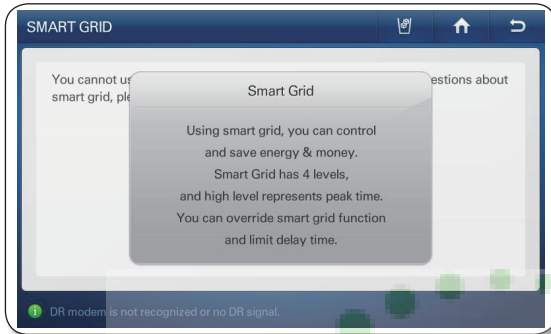 SMART GRID
You cannot us
estions about
smart grid, ple
Smart Grid
Using smart grid, you can control
and save energy & money.
Smart Grid has 4 levels,
and high level represents peak time.
You can override smart grid function
and limit delay time.
DR modem is not recognized or no DR signal.